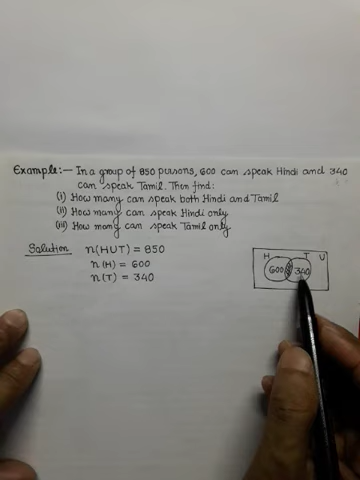 Example:— In a group of 850 persons, 600 can speak Hindi and 340
can speak Tamil. Then find:
(i) How many can speak both Hindi and Tamil
(ii) How many can speak Hindi only
(iii) How many can speak Tamil only
Solution n(HUT) = 850
n(H) = 600
n(T) = 340
H T U
600 340